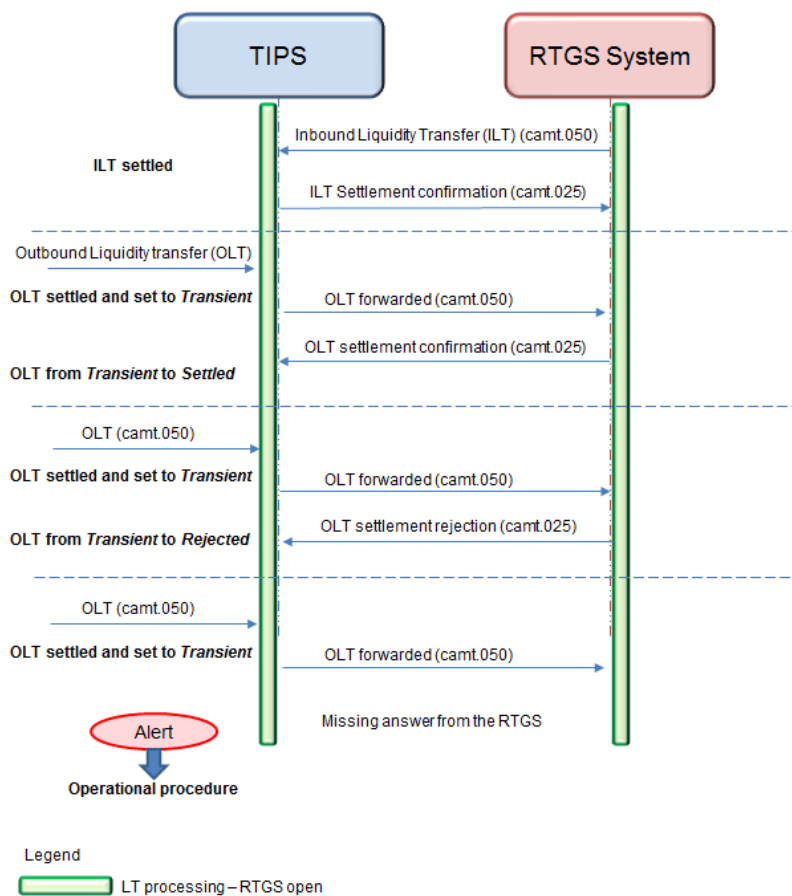 TIPS
RTGS System
Inbound Liquidity Transfer (ILT) (camt.050)
ILT settled
ILT Settlement confirmation (camt.025)
Outbound Liquidity transfer (OLT)
OLT settled and set to Transient
OLT forwarded (camt.050)
OLT settlement confirmation (camt.025)
OLT from Transient to Settled
OLT (camt.050)
OLT settled and set to Transient
OLT forwarded (camt.050)
OLT settlement rejection (camt.025)
OLT from Transient to Rejected
OLT (camt.050)
OLT settled and set to Transient
OLT forwarded (camt.050)
Missing answer from the RTGS
Alert
Operational procedure
Legend
LT processing – RTGS open